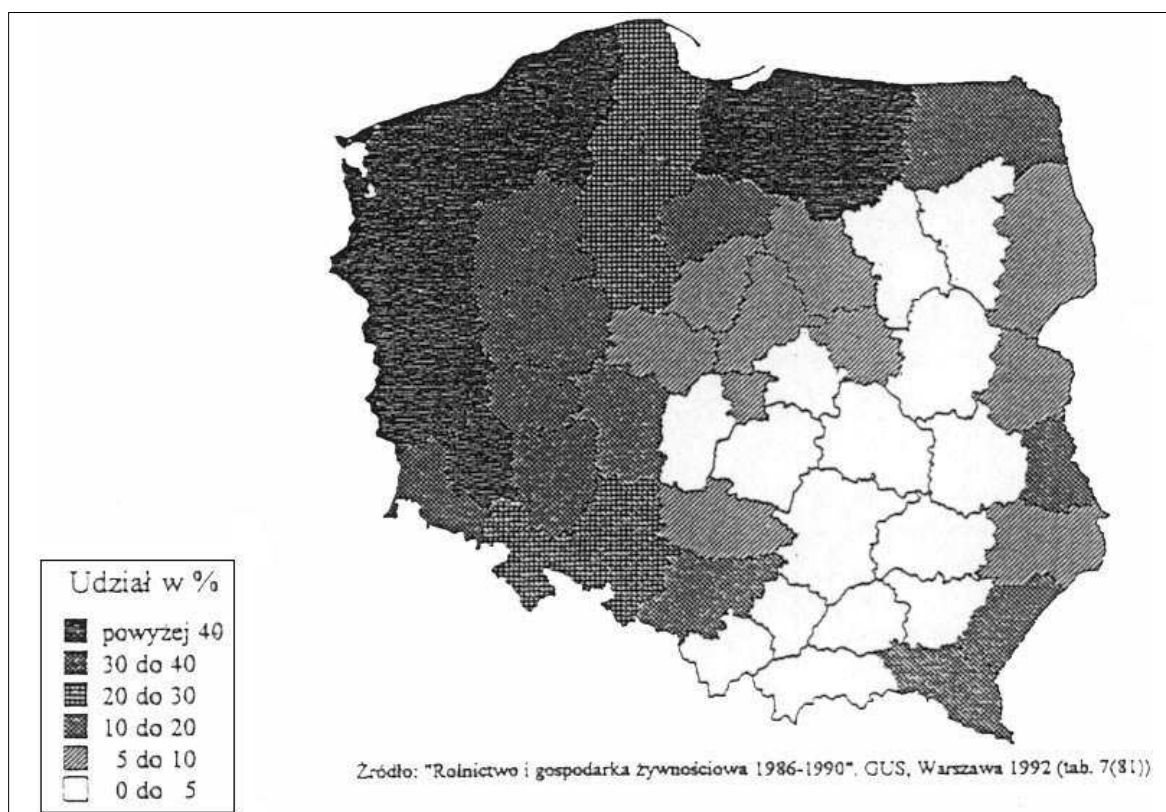 Udział w %
powyżej 40
30 do 40
20 do 30
10 do 20
5 do 10
0 do 5
Źródło: "Rolnictwo i gospodarka żywnościowa 1986-1990", GUS, Warszawa 1992 (tab. 7(81))